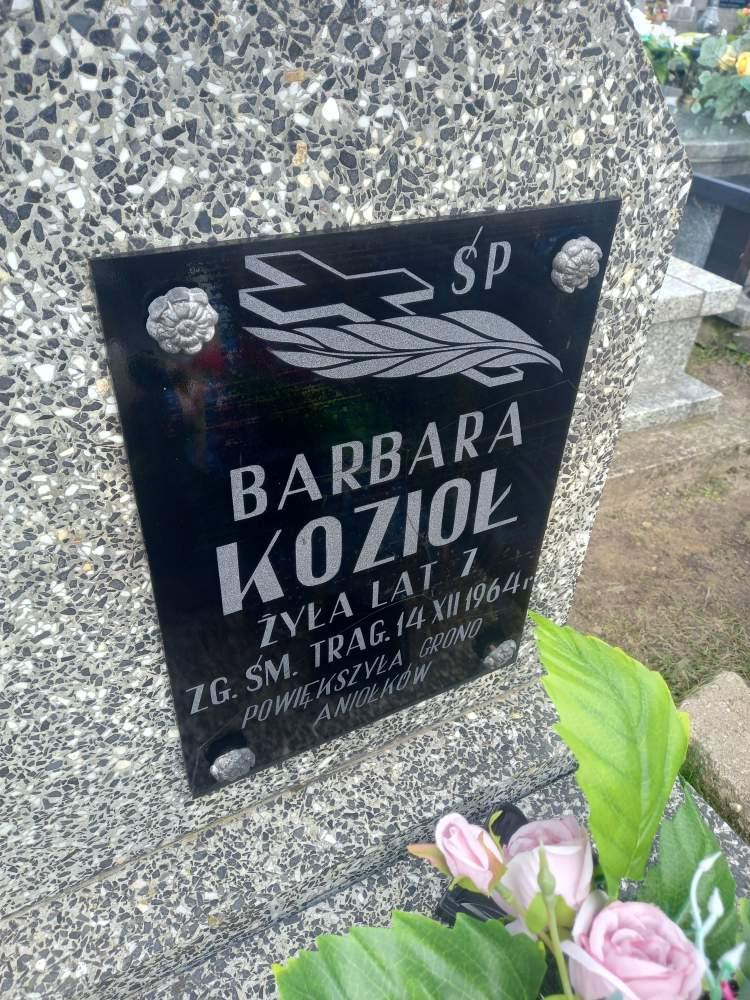 ŚP
BARBARA
KOZIOŁ
ŻYŁA LAT 7
ZG. ŚM. TRAG. 14 XII 1964 r
POWIĘKSZYŁA GRONO
ANIOŁKÓW